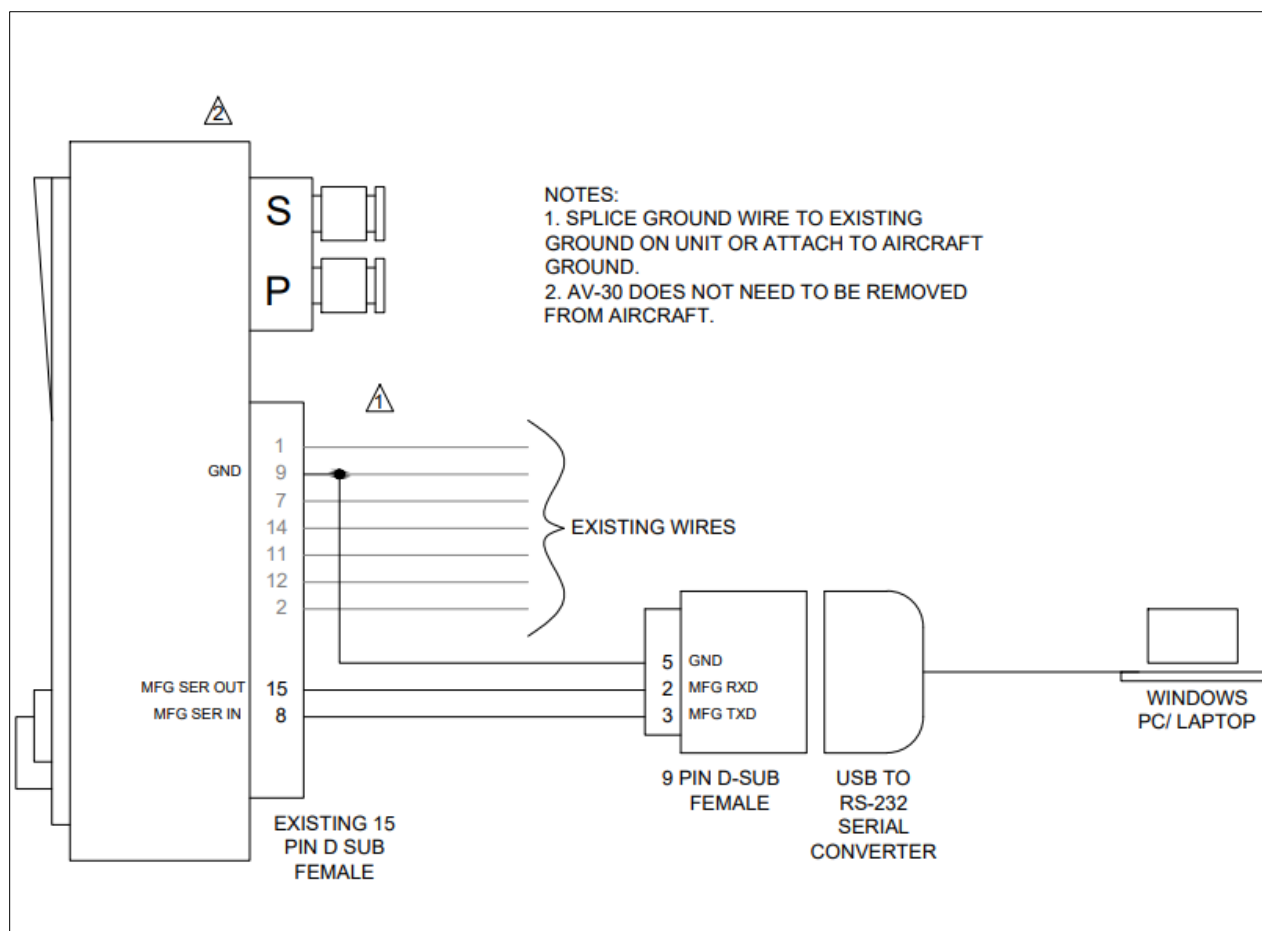 2
S
P
NOTES:
1. SPLICE GROUND WIRE TO EXISTING
GROUND ON UNIT OR ATTACH TO AIRCRAFT
GROUND.
2. AV-30 DOES NOT NEED TO BE REMOVED
FROM AIRCRAFT.
1
1
GND 9
7
14
11
12
2
EXISTING WIRES
MFG SER OUT 15
MFG SER IN 8
5 GND
2 MFG RXD
3 MFG TXD
EXISTING 15
PIN D SUB
FEMALE
9 PIN D-SUB
FEMALE
USB TO
RS-232
SERIAL
CONVERTER
WINDOWS
PC/ LAPTOP